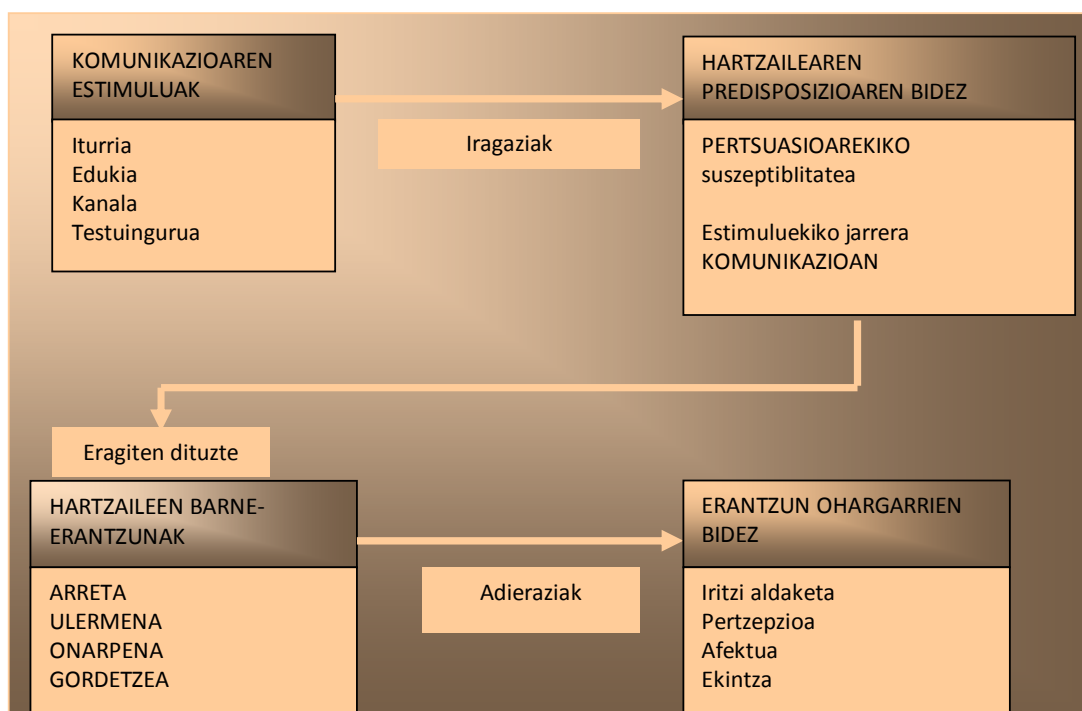 KOMUNIKAZIOAREN
ESTIMULUAK
Iturria
Edukia
Kanala
Testuingurua
Iragaziak
HARTZAILEAREN
PREDISPOSIZIOAREN BIDEZ
PERTSUASIOAREKIKO
suszeptiblitatea
Estimuluekiko jarrera
KOMUNIKAZIOAN
Eragiten dituzte
HARTZAILEEN BARNE-
ERANTZUNAK
ARRETA
ULERMENA
ONARPENA
GORDETZEA
Adieraziak
ERANTZUN OHARGARRIEN
BIDEZ
Iritzi aldaketa
Pertzepzioa
Afektua
Ekintza